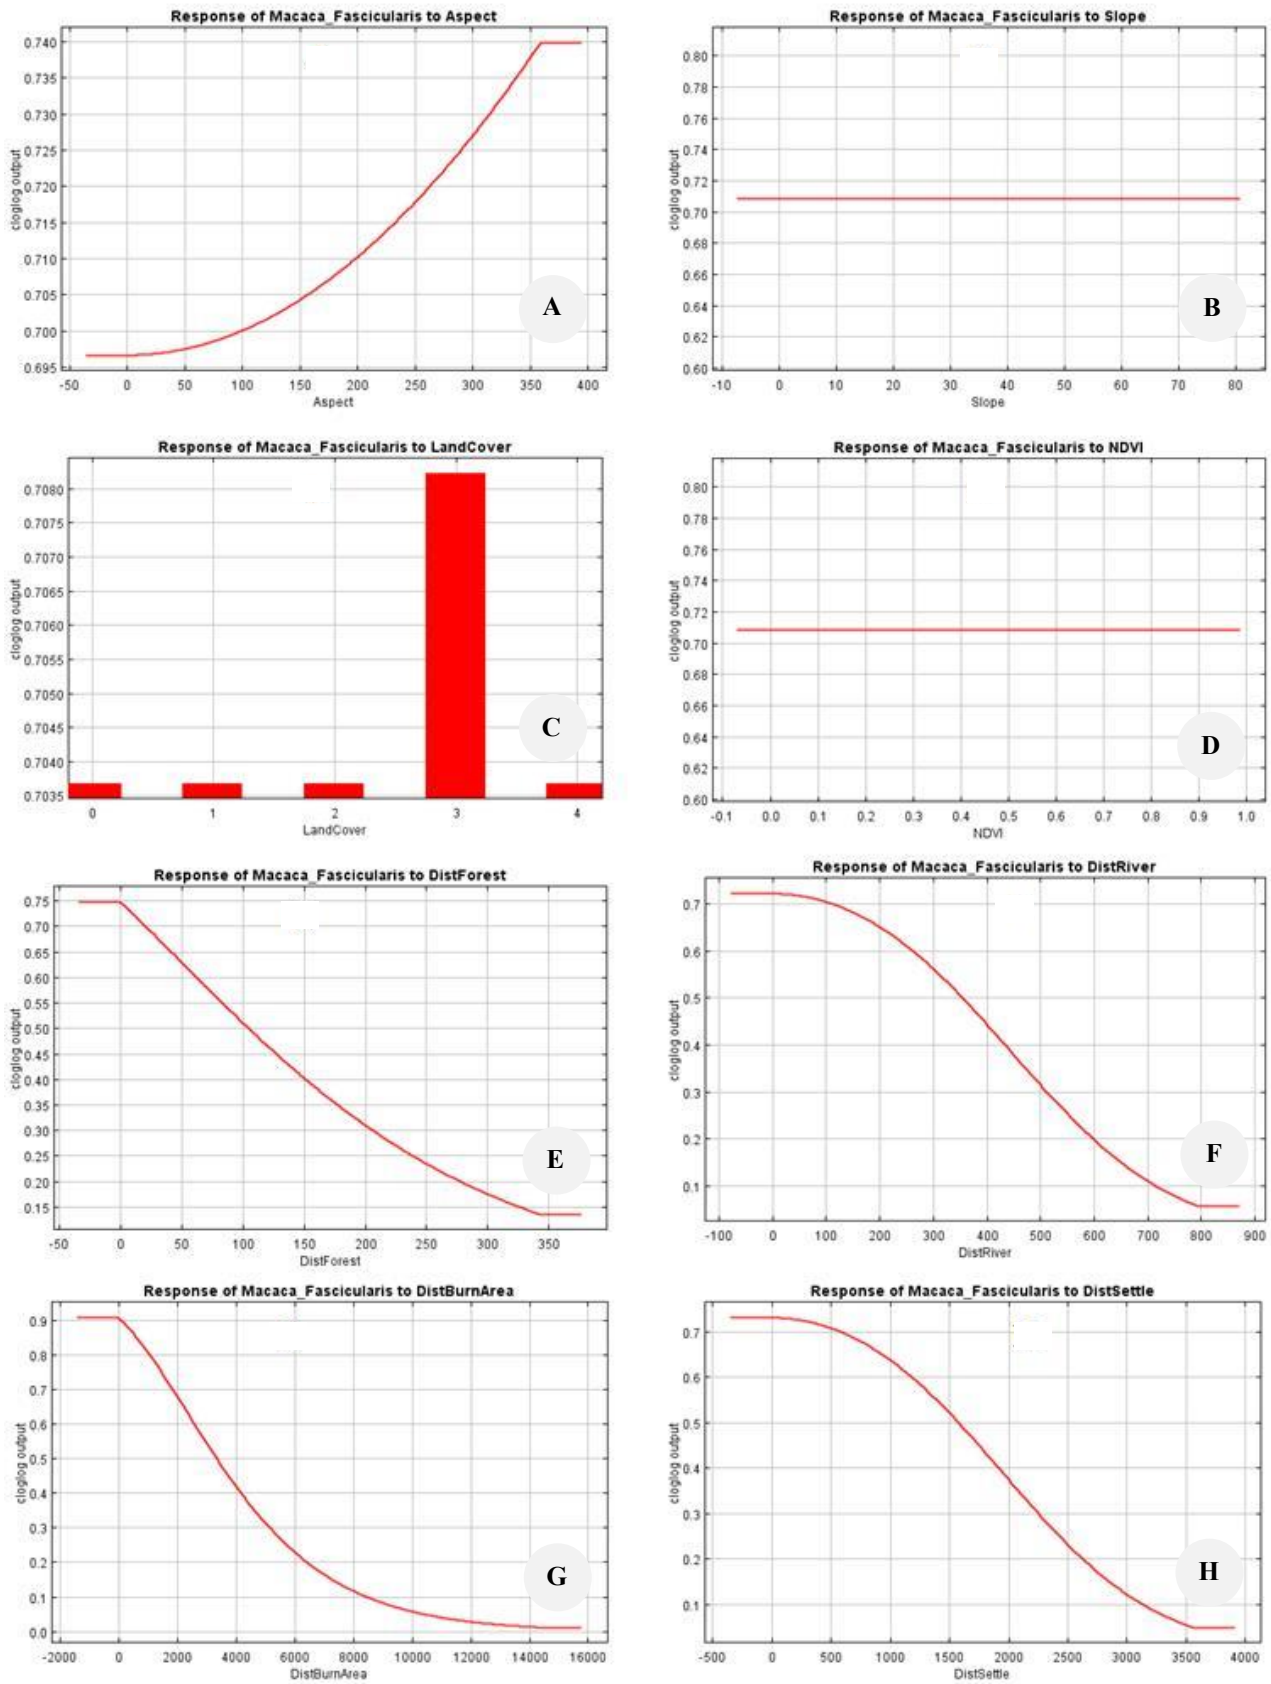 Response of Macaca_Fascicularis to Aspect
cloglog output
0.740
0.735
0.730
0.725
0.720
0.715
0.710
0.705
0.700
0.695
-50 0 50 100 150 200 250 300 350 400
Aspect
A
Response of Macaca_Fascicularis to Slope
cloglog output
0.80
0.78
0.76
0.74
0.72
0.70
0.68
0.66
0.64
0.62
0.60
-10 0 10 20 30 40 50 60 70 80
Slope
B
Response of Macaca_Fascicularis to LandCover
cloglog output
0.7080
0.7075
0.7070
0.7065
0.7060
0.7055
0.7050
0.7045
0.7040
0.7035
0 1 2 3 4
LandCover
C
Response of Macaca_Fascicularis to NDVI
cloglog output
0.80
0.78
0.76
0.74
0.72
0.70
0.68
0.66
0.64
0.62
0.60
-0.1 0.0 0.1 0.2 0.3 0.4 0.5 0.6 0.7 0.8 0.9 1.0
NDVI
D
Response of Macaca_Fascicularis to DistForest
cloglog output
0.75
0.70
0.65
0.60
0.55
0.50
0.45
0.40
0.35
0.30
0.25
0.20
0.15
-50 0 50 100 150 200 250 300 350
DistForest
E
Response of Macaca_Fascicularis to DistRiver
cloglog output
0.7
0.6
0.5
0.4
0.3
0.2
0.1
-100 0 100 200 300 400 500 600 700 800 900
DistRiver
F
Response of Macaca_Fascicularis to DistBurnArea
cloglog output
0.9
0.8
0.7
0.6
0.5
0.4
0.3
0.2
0.1
0.0
-2000 0 2000 4000 6000 8000 10000 12000 14000 16000
DistBurnArea
G
Response of Macaca_Fascicularis to DistSettle
cloglog output
0.7
0.6
0.5
0.4
0.3
0.2
0.1
-500 0 500 1000 1500 2000 2500 3000 3500 4000
DistSettle
H